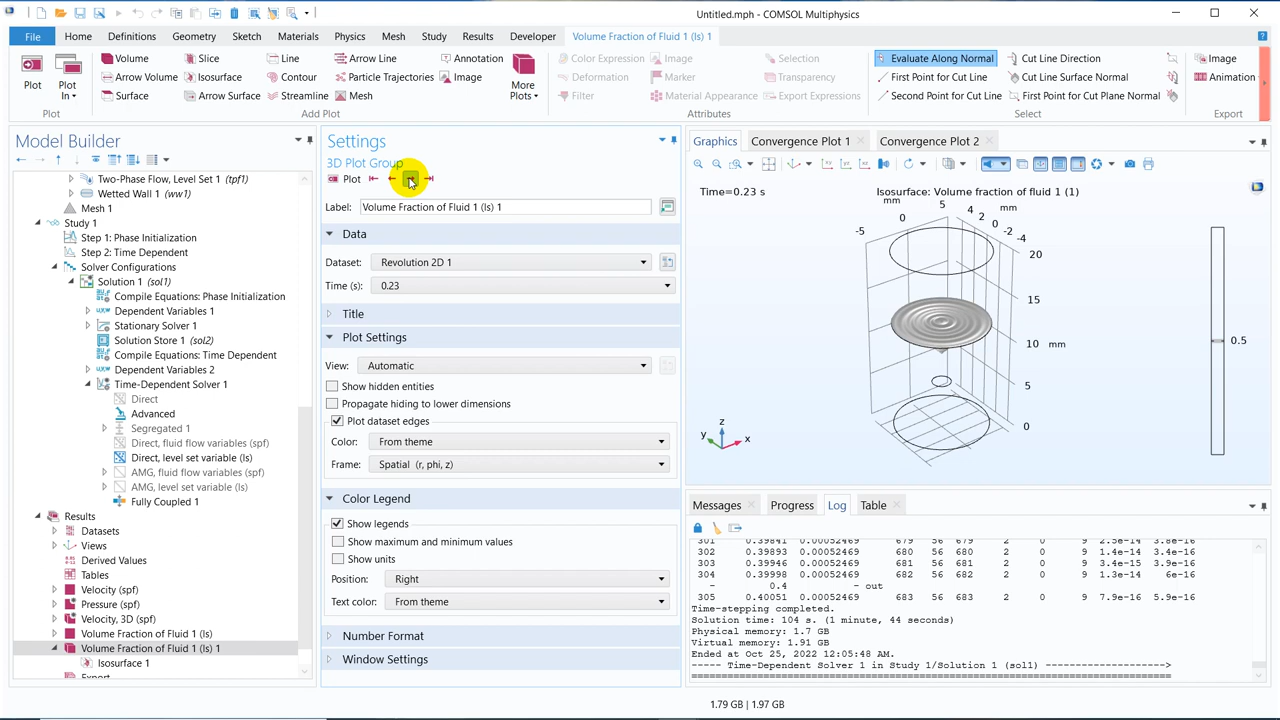 Untitled.mph - COMSOL Multiphysics
File Home Definitions Geometry Sketch Materials Physics Mesh Study Results Developer Volume Fraction of Fluid 1 (ls) 1
Plot
Plot In
Plot
Volume Slice Line Arrow Line Annotation
Arrow Volume Isosurface Contour Particle Trajectories Image
Surface Arrow Surface Streamline Mesh
More Plots
Add Plot
Color Expression Image Selection
Deformation Marker Transparency
Filter Material Appearance Export Expressions
Attributes
Evaluate Along Normal Cut Line Direction
First Point for Cut Line Cut Line Surface Normal
Second Point for Cut Line First Point for Cut Plane Normal
Select
Image
Animation
Export
Model Builder
Two-Phase Flow, Level Set 1 (tpf1)
Wetted Wall 1 (ww1)
Mesh 1
Study 1
Step 1: Phase Initialization
Step 2: Time Dependent
Solver Configurations
Solution 1 (sol1)
Compile Equations: Phase Initialization
Dependent Variables 1
Stationary Solver 1
Solution Store 1 (sol2)
Compile Equations: Time Dependent
Dependent Variables 2
Time-Dependent Solver 1
Direct
Advanced
Segregated 1
Direct, fluid flow variables (spf)
Direct, level set variable (ls)
AMG, fluid flow variables (spf)
AMG, level set variable (ls)
Fully Coupled 1
Results
Datasets
Views
Derived Values
Tables
Velocity (spf)
Pressure (spf)
Velocity, 3D (spf)
Volume Fraction of Fluid 1 (ls)
Volume Fraction of Fluid 1 (ls) 1
Isosurface 1
Export
Settings
3D Plot Group
Plot
Label: Volume Fraction of Fluid 1 (ls) 1
Data
Dataset: Revolution 2D 1
Time (s): 0.23
Title
Plot Settings
View: Automatic
Show hidden entities
Propagate hiding to lower dimensions
Plot dataset edges
Color: From theme
Frame: Spatial (r, phi, z)
Color Legend
Show legends
Show maximum and minimum values
Show units
Position: Right
Text color: From theme
Number Format
Window Settings
Graphics Convergence Plot 1 Convergence Plot 2
Time=0.23 s Isosurface: Volume fraction of fluid 1 (1)
mm
5
mm
0
4
2
0
-2
-4
-5
20
15
10 mm
5
0
0.5
z
y
x
Messages Progress Log Table
301 0.39841 0.00052469 679 56 679 2 0 9 2.5e-14 3.8e-16
302 0.39893 0.00052469 680 56 680 2 0 9 1.4e-14 3.4e-16
303 0.39946 0.00052469 681 56 681 2 0 9 3.4e-15 3.9e-16
304 0.39998 0.00052469 682 56 682 2 0 9 1.3e-14 6e-16
- 0.4 - out
305 0.40051 0.00052469 683 56 683 2 0 9 7.9e-16 5.9e-16
Time-stepping completed.
Solution time: 104 s. (1 minute, 44 seconds)
Physical memory: 1.7 GB
Virtual memory: 1.91 GB
Ended at Oct 25, 2022 12:05:48 AM.
----- Time-Dependent Solver 1 in Study 1/Solution 1 (sol1) -------------------->
1.79 GB | 1.97 GB